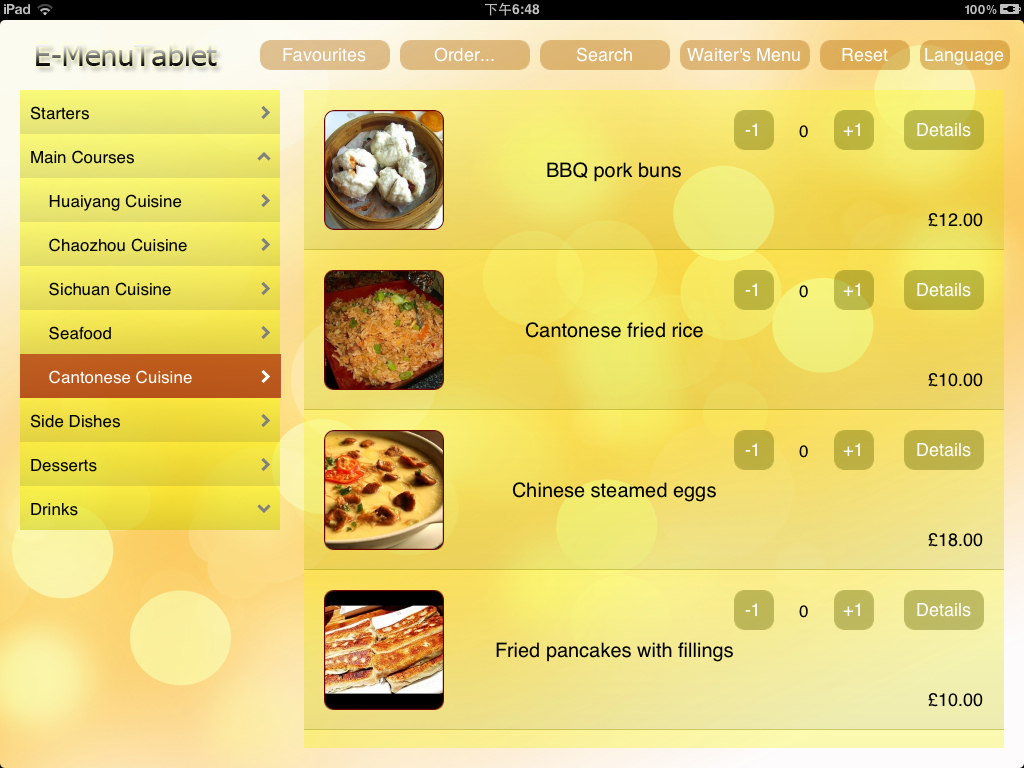 iPad 下午6:48 100%
E-MenuTablet Favourites Order... Search Waiter's Menu Reset Language
Starters
Main Courses
Huaiyang Cuisine
Chaozhou Cuisine
Sichuan Cuisine
Seafood
Cantonese Cuisine
Side Dishes
Desserts
Drinks
-1 0 +1 Details
BBQ pork buns
£12.00
-1 0 +1 Details
Cantonese fried rice
£10.00
-1 0 +1 Details
Chinese steamed eggs
£18.00
-1 0 +1 Details
Fried pancakes with fillings
£10.00